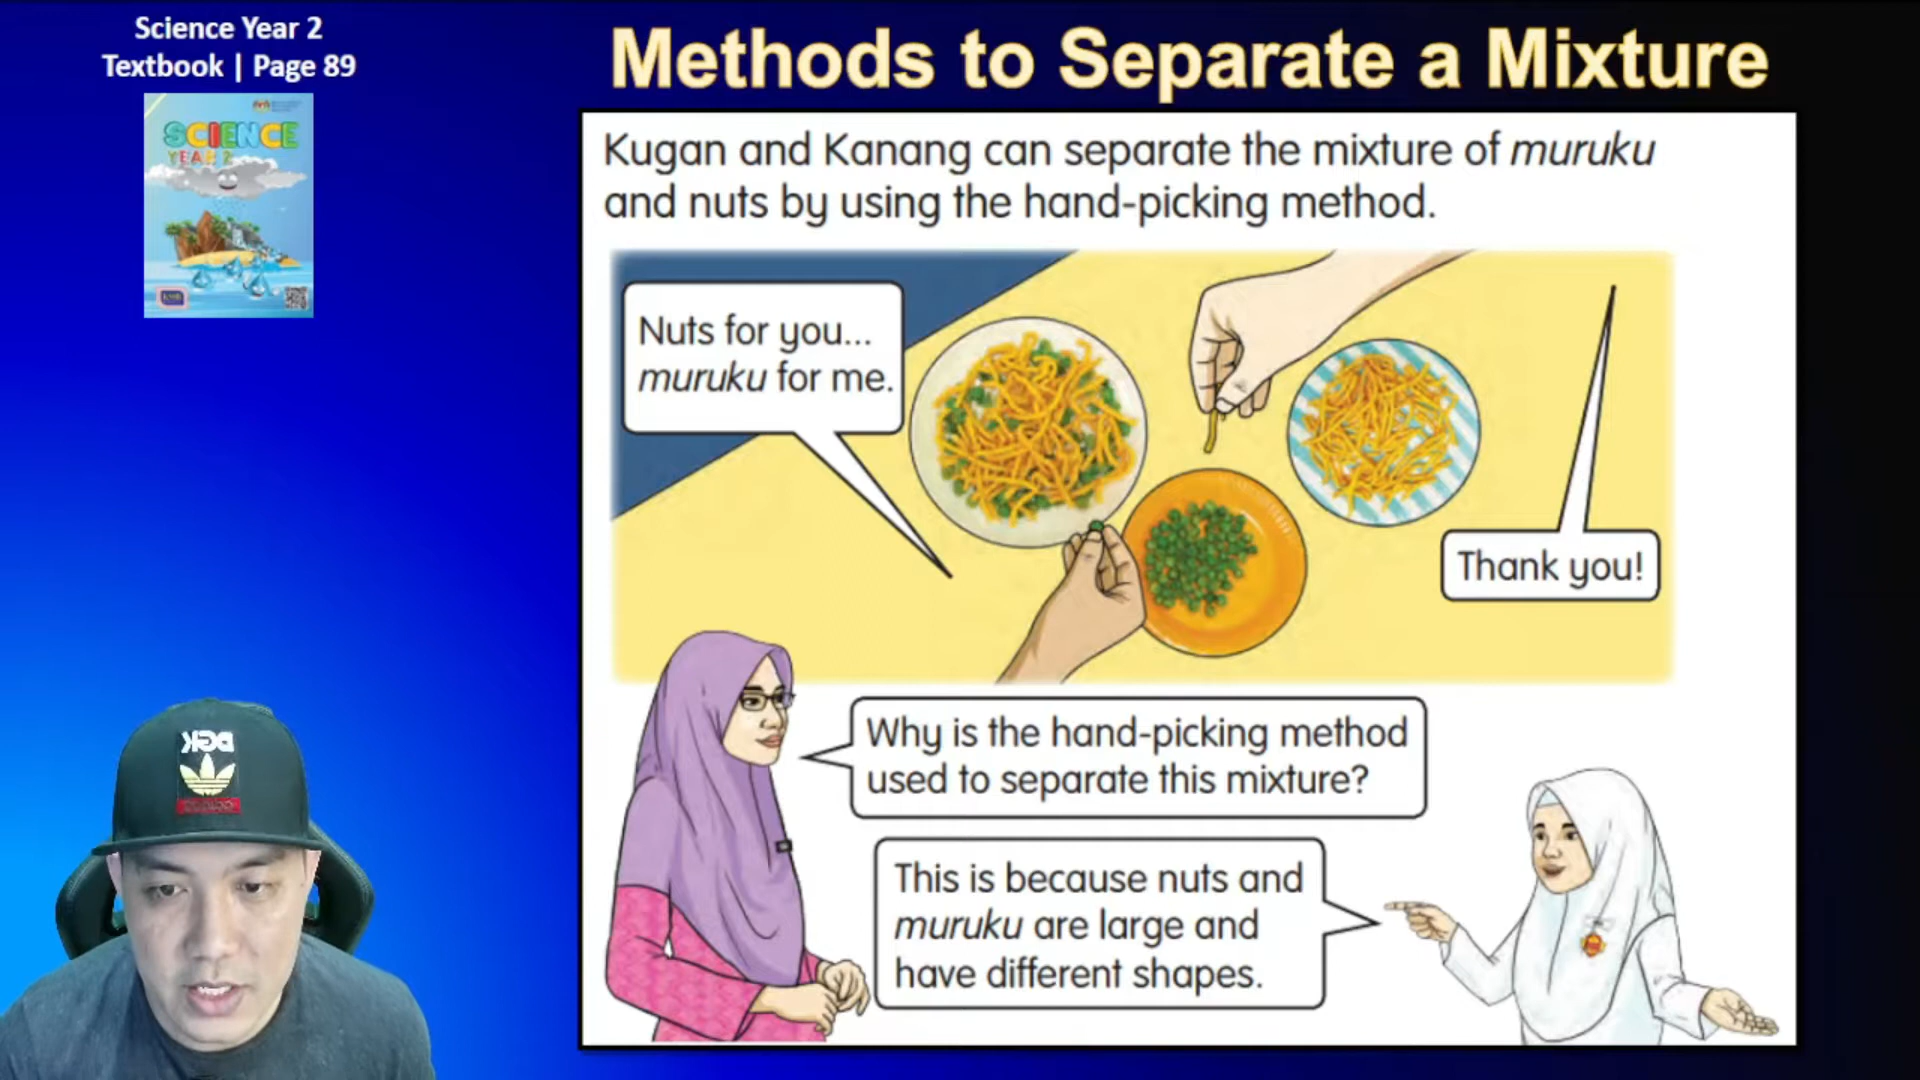 Science Year 2
Textbook | Page 89
SCIENCE
YEAR 2
Methods to Separate a Mixture
Kugan and Kanang can separate the mixture of muruku
and nuts by using the hand-picking method.
Nuts for you...
muruku for me.
Thank you!
Why is the hand-picking method
used to separate this mixture?
This is because nuts and
muruku are large and
have different shapes.
DGK